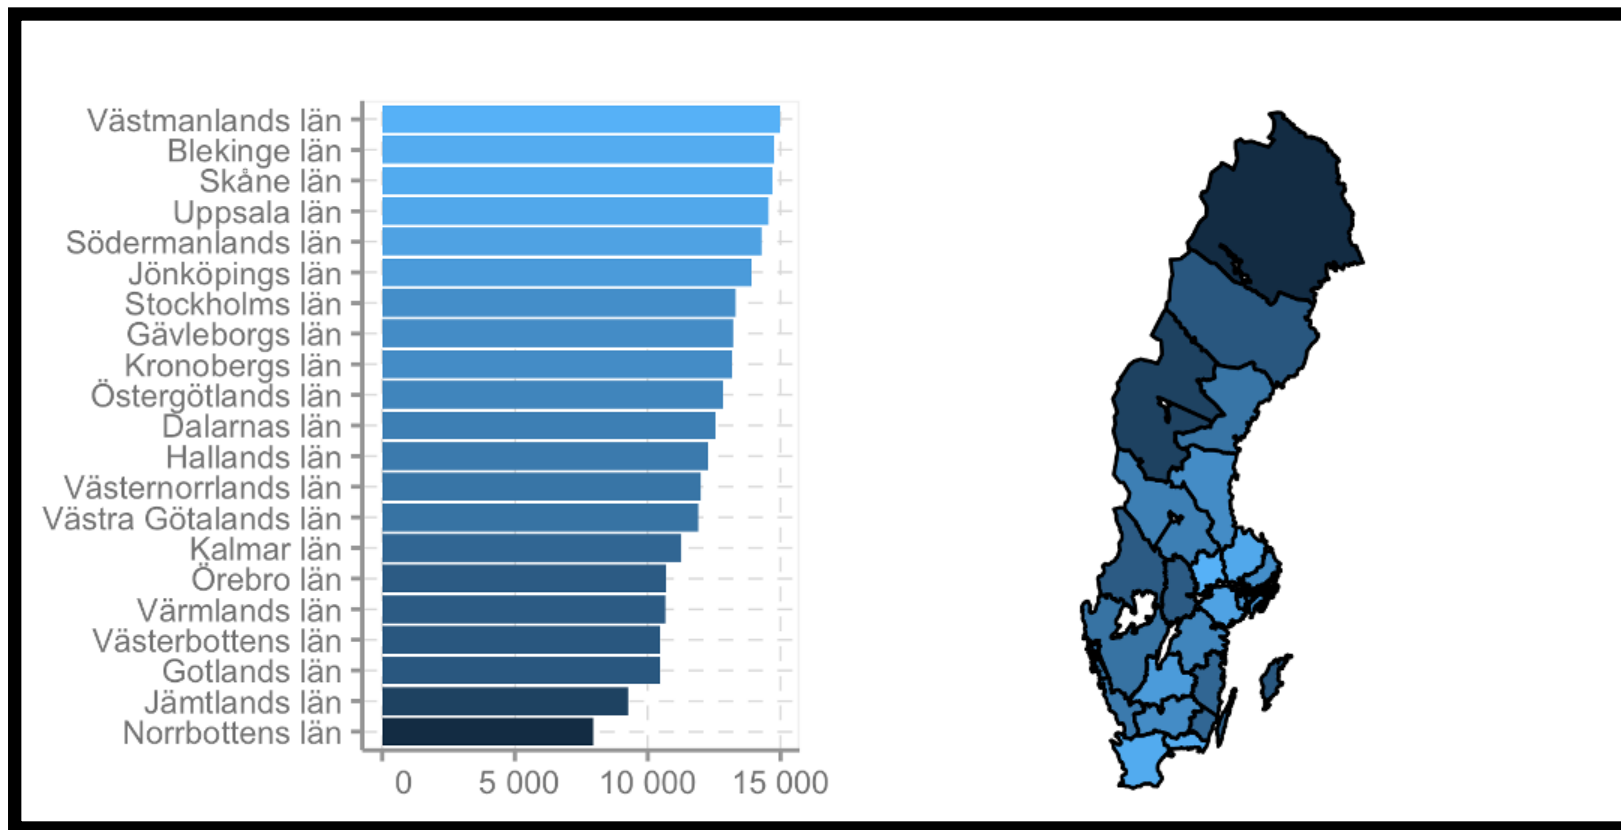 Västmanlands län
Blekinge län
Skåne län
Uppsala län
Södermanlands län
Jönköpings län
Stockholms län
Gävleborgs län
Kronobergs län
Östergötlands län
Dalarnas län
Hallands län
Västernorrlands län
Västra Götalands län
Kalmar län
Örebro län
Värmlands län
Västerbottens län
Gotlands län
Jämtlands län
Norrbottens län
0 5 000 10 000 15 000